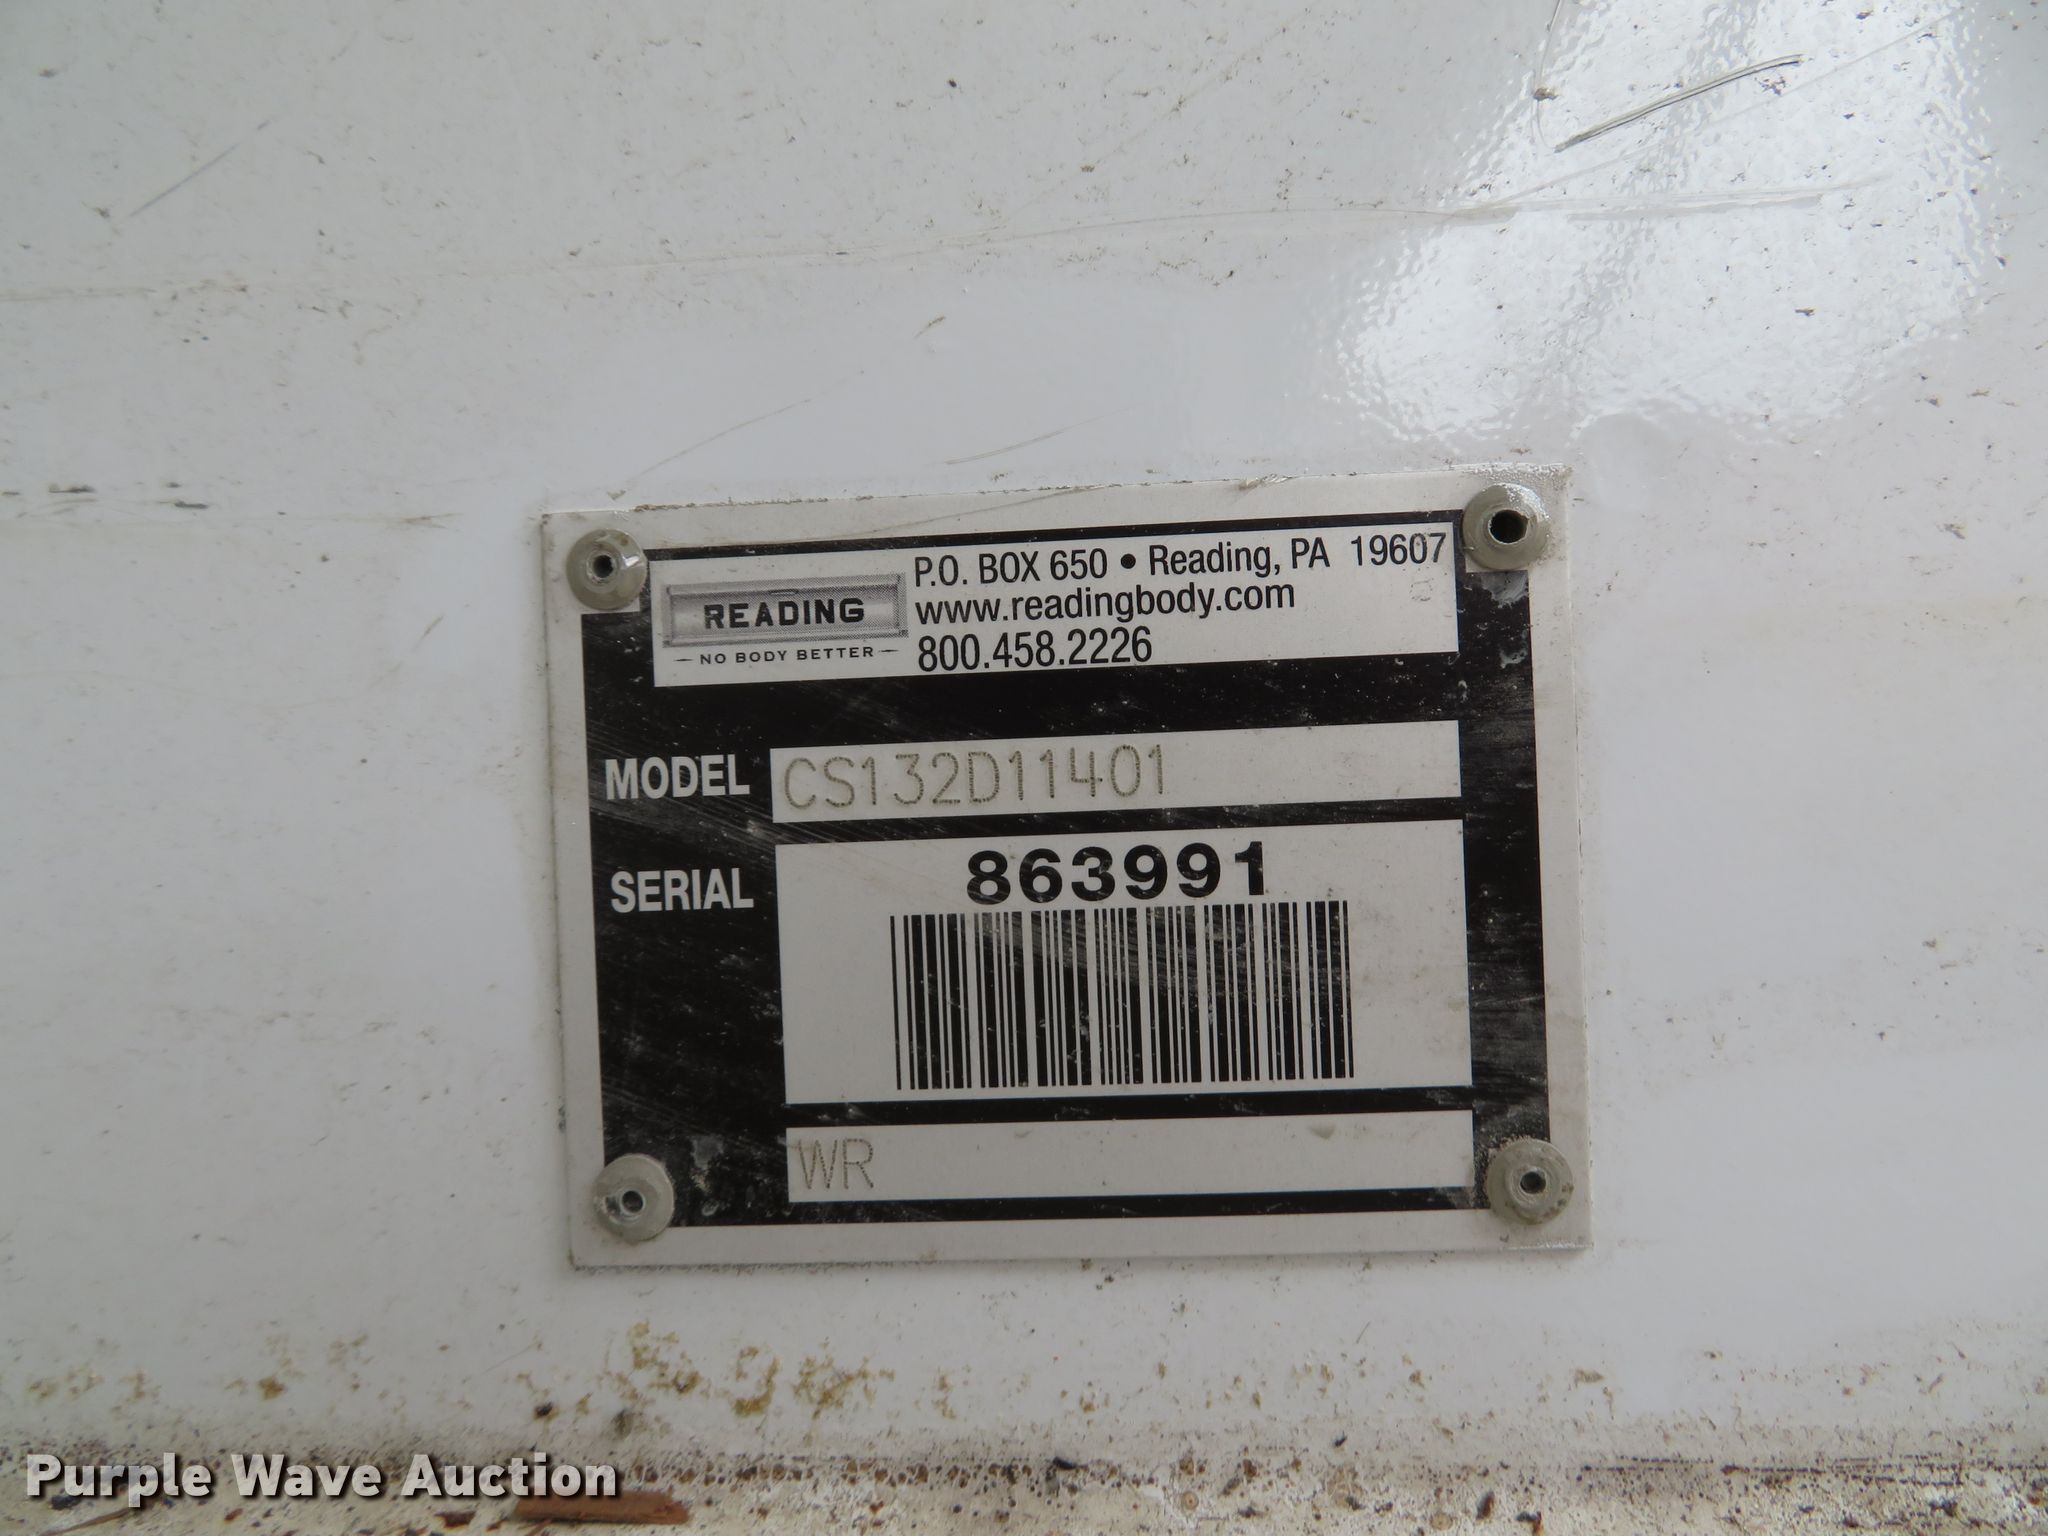 READING
NO BODY BETTER
P.O. BOX 650 • Reading, PA 19607
www.readingbody.com
800.458.2226
MODEL CS132D11401
SERIAL 863991
WR
Purple Wave Auction